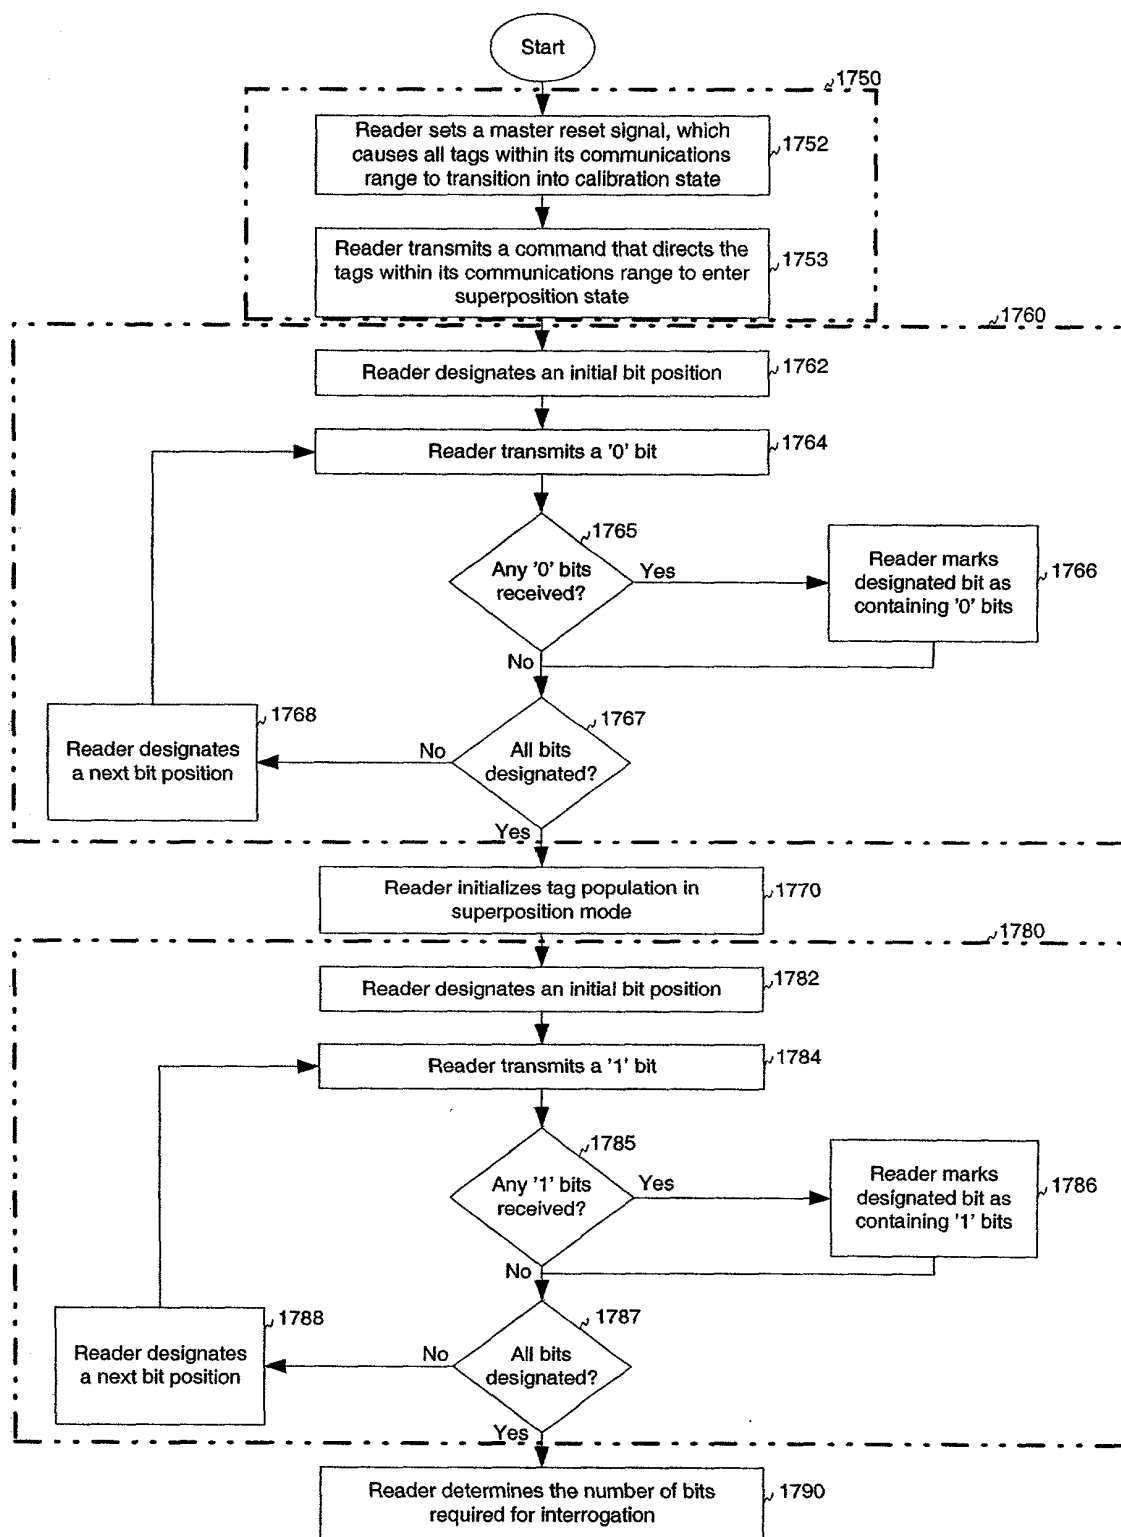 Start
1750
Reader sets a master reset signal, which
causes all tags within its communications
range to transition into calibration state
1752
Reader transmits a command that directs the
tags within its communications range to enter
superposition state
1753
1760
Reader designates an initial bit position
1762
Reader transmits a '0' bit
1764
1765
Any '0' bits
received?
Yes
Reader marks
designated bit as
containing '0' bits
1766
No
1767
All bits
designated?
No
1768
Reader designates
a next bit position
Yes
Reader initializes tag population in
superposition mode
1770
1780
Reader designates an initial bit position
1782
Reader transmits a '1' bit
1784
1785
Any '1' bits
received?
Yes
Reader marks
designated bit as
containing '1' bits
1786
No
1787
All bits
designated?
No
1788
Reader designates
a next bit position
Yes
Reader determines the number of bits
required for interrogation
1790